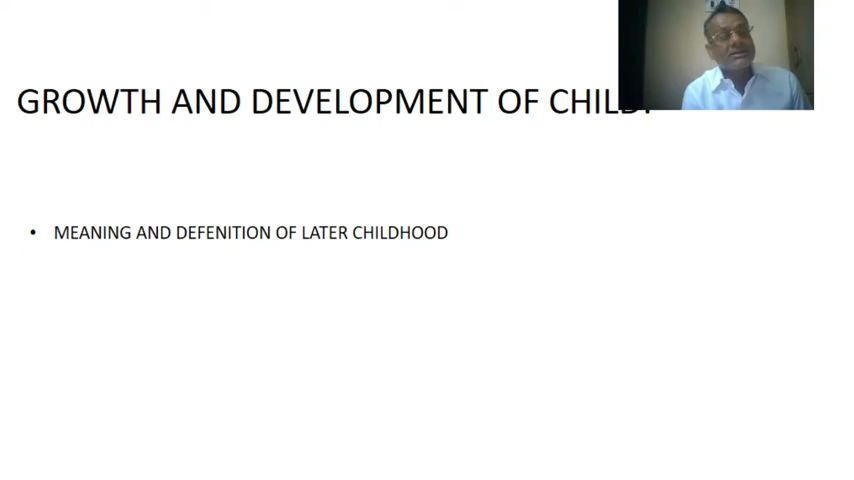 GROWTH AND DEVELOPMENT OF CHILD.
• MEANING AND DEFENITION OF LATER CHILDHOOD